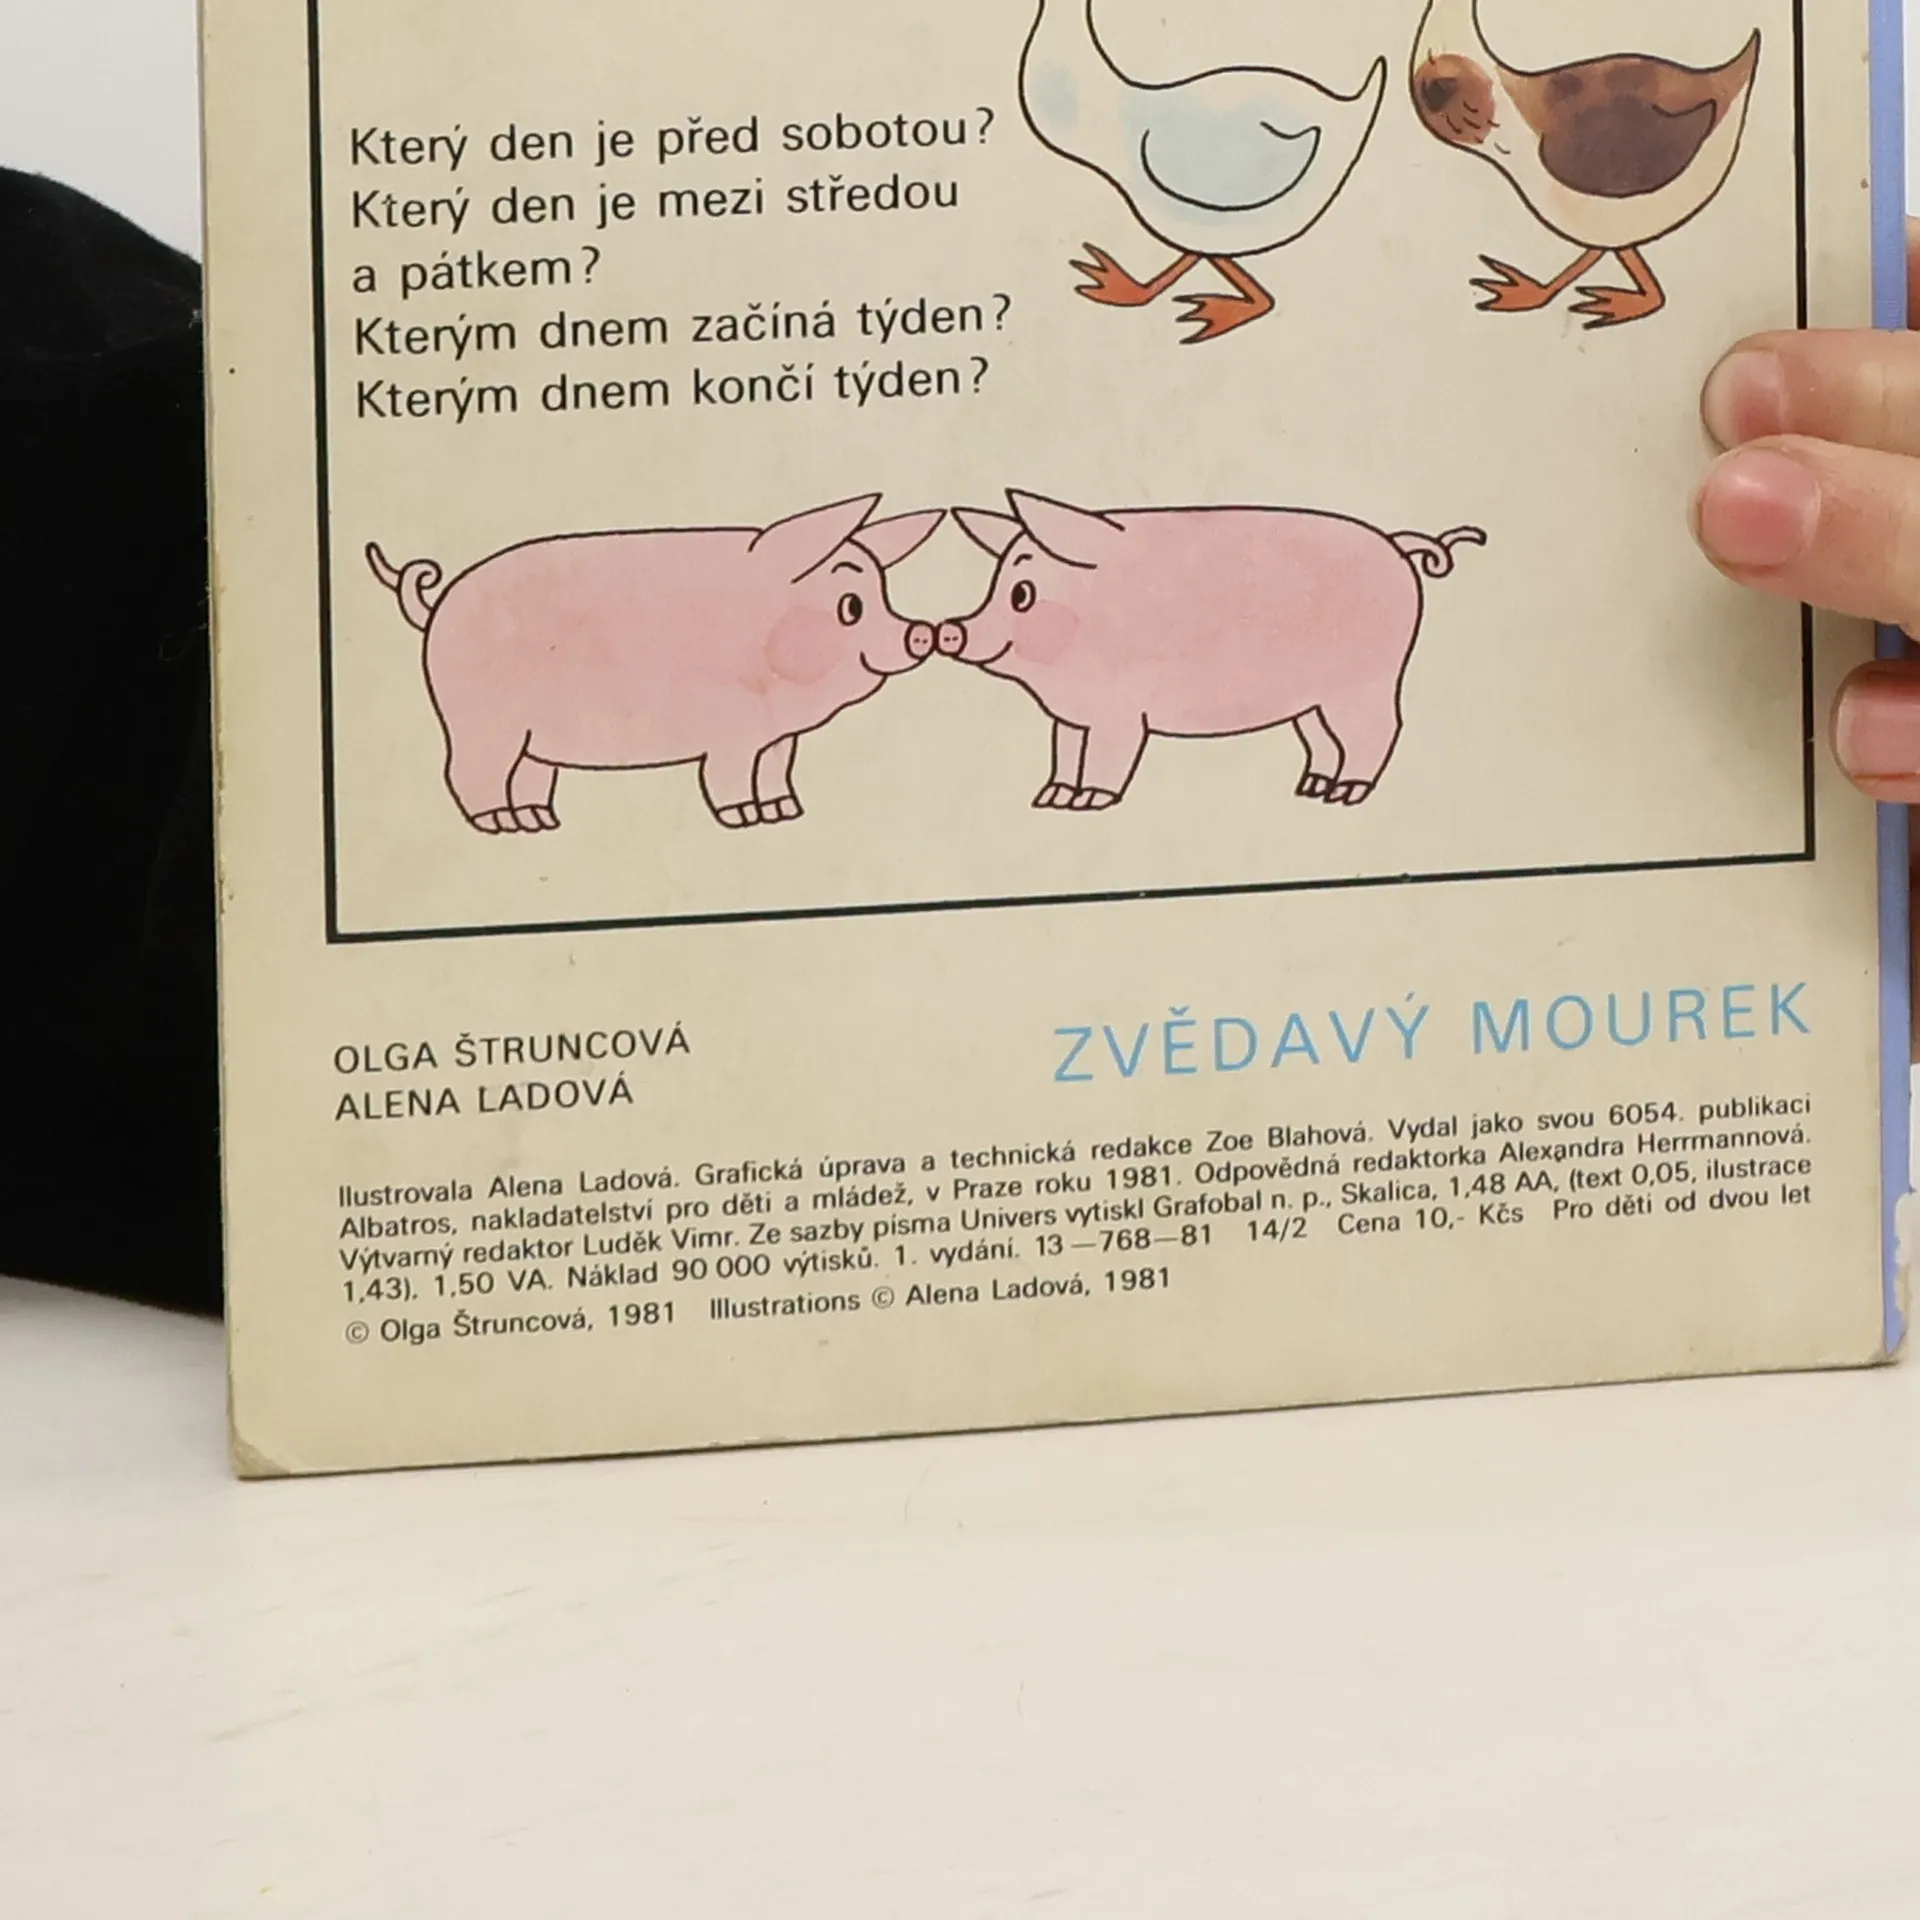 Který den je před sobotou?
Který den je mezi středou
a pátkem?
Kterým dnem začíná týden?
Kterým dnem končí týden?
OLGA ŠTRUNCOVÁ
ALENA LADOVÁ
ZVĚDAVÝ MOUREK
Ilustrovala Alena Ladová. Grafická úprava a technická redakce Zoe Blahová. Vydal jako svou 6054. publikaci
Albatros, nakladatelství pro děti a mládež, v Praze roku 1981. Odpovědná redaktorka Alexandra Herrmannová.
Výtvarný redaktor Luděk Vimr. Ze sazby písma Univers vytiskl Grafobal n. p., Skalica, 1,48 AA, (text 0,05, ilustrace
1,43). 1,50 VA. Náklad 90 000 výtisků. 1. vydání. 13—768—81 14/2 Cena 10,- Kčs Pro děti od dvou let
© Olga Štruncová, 1981 Illustrations © Alena Ladová, 1981